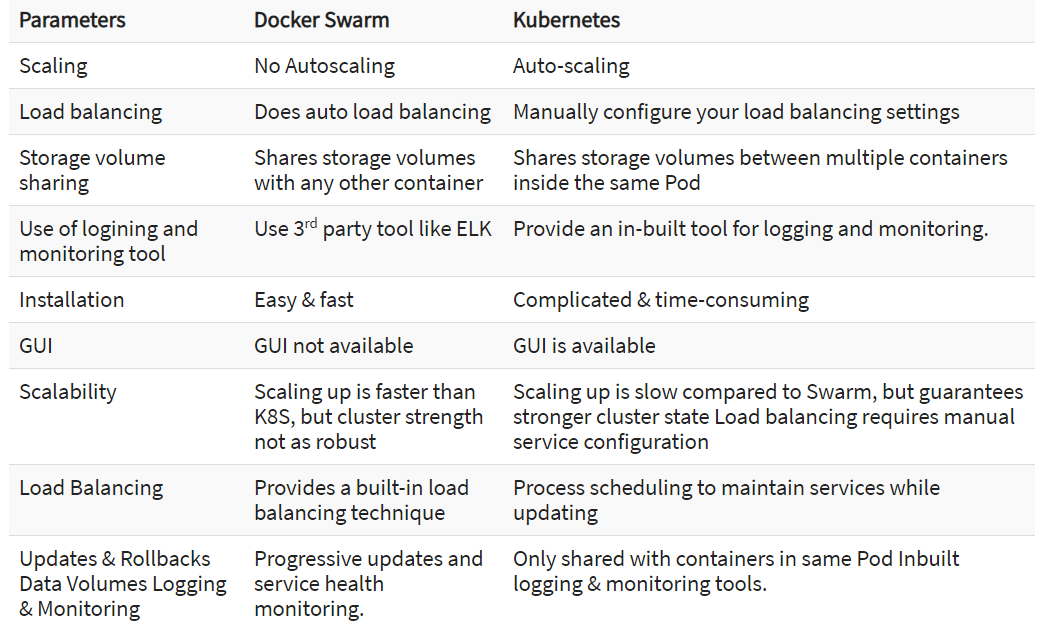 Parameters Docker Swarm Kubernetes
Scaling No Autoscaling Auto-scaling
Load balancing Does auto load balancing Manually configure your load balancing settings
Storage volume Shares storage volumes Shares storage volumes between multiple containers
sharing with any other container inside the same Pod
Use of logining and Use 3rd party tool like ELK Provide an in-built tool for logging and monitoring.
monitoring tool
Installation Easy & fast Complicated & time-consuming
GUI GUI not available GUI is available
Scalability Scaling up is faster than Scaling up is slow compared to Swarm, but guarantees
K8S, but cluster strength stronger cluster state Load balancing requires manual
not as robust service configuration
Load Balancing Provides a built-in load Process scheduling to maintain services while
balancing technique updating
Updates & Rollbacks Progressive updates and Only shared with containers in same Pod Inbuilt
Data Volumes Logging service health logging & monitoring tools.
& Monitoring monitoring.